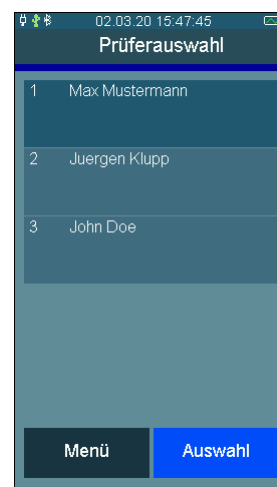 02.03.20 15:47:45
Prüferauswahl
1 Max Mustermann
2 Juergen Klupp
3 John Doe
Menü Auswahl